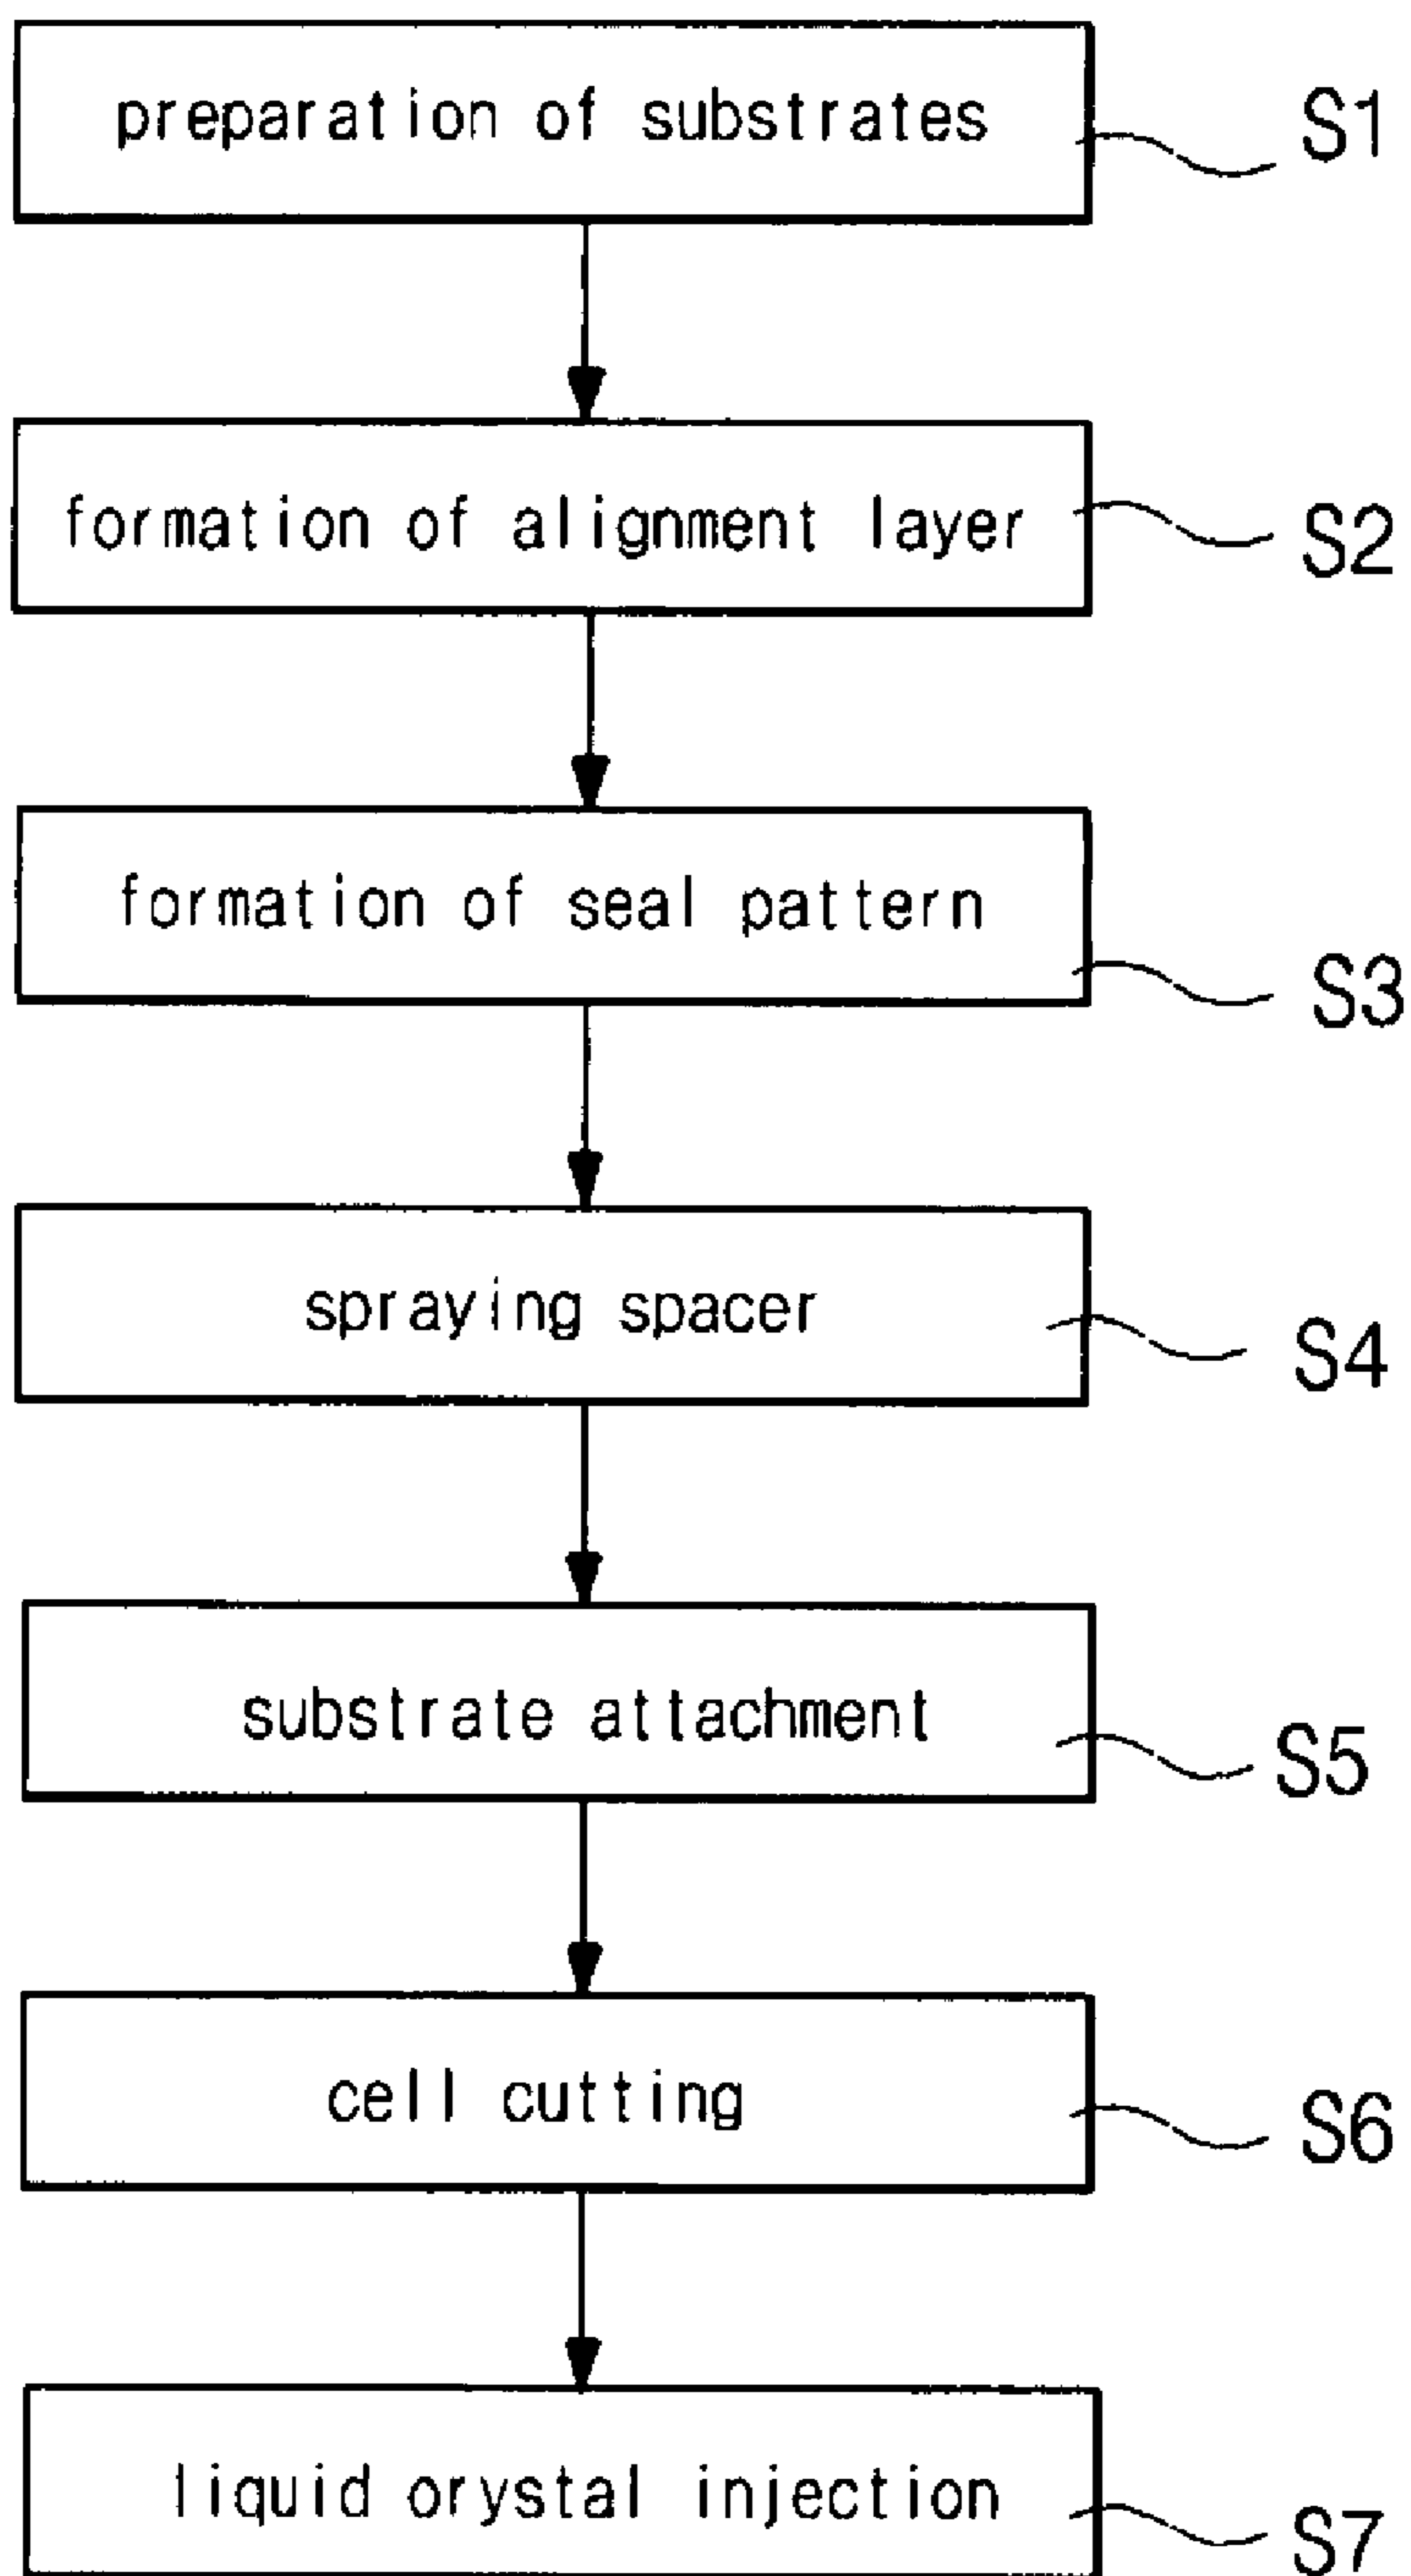 preparation of substrates
S1
formation of alignment layer
S2
formation of seal pattern
S3
spraying spacer
S4
substrate attachment
S5
cell cutting
S6
liquid orystal injection
S7